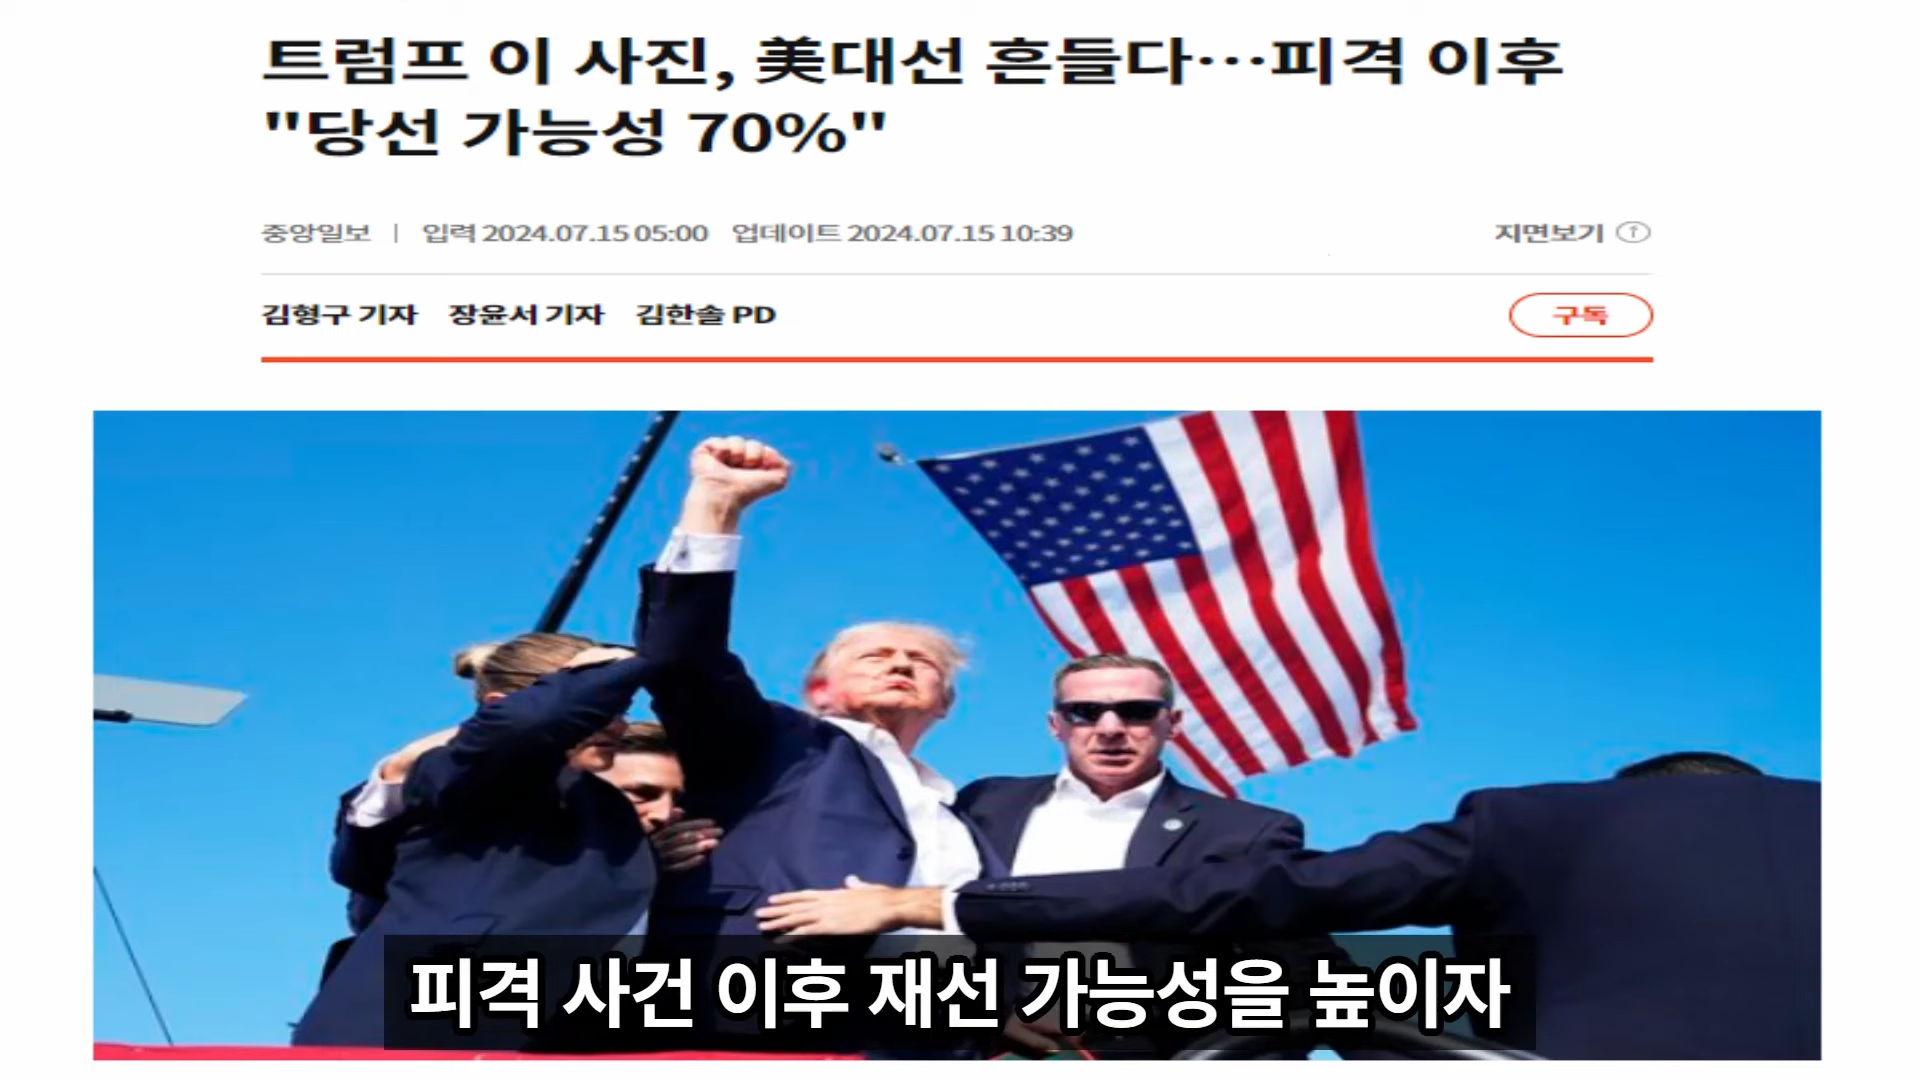 트럼프 이 사진, 美대선 흔들다…피격 이후
"당선 가능성 70%"
중앙일보 | 입력 2024.07.15 05:00 업데이트 2024.07.15 10:39 지면보기
김형구 기자 장윤서 기자 김한솔 PD 구독
피격 사건 이후 재선 가능성을 높이자